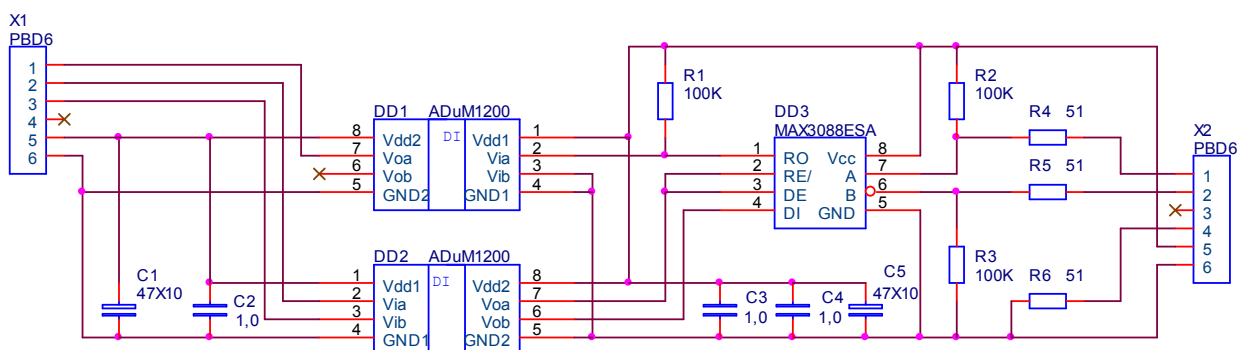 X1
PBD6
1
2
3
4
5
6
DD1 ADuM1200
8 Vdd2 DI Vdd1 1
7 Voa Via 2
6 Vob Vib 3
5 GND2 GND1 4
DD2 ADuM1200
1 Vdd1 DI Vdd2 8
2 Via Voa 7
3 Vib Vob 6
4 GND1 GND2 5
C1
47X10
C2
1,0
R1
100K
DD3
MAX3088ESA
1 RO Vcc 8
2 RE/ A 7
3 DE B 6
4 DI GND 5
C3
1,0
C4
1,0
C5
47X10
R2
100K
R3
100K
R4 51
R5 51
R6 51
X2
PBD6
1
2
3
4
5
6